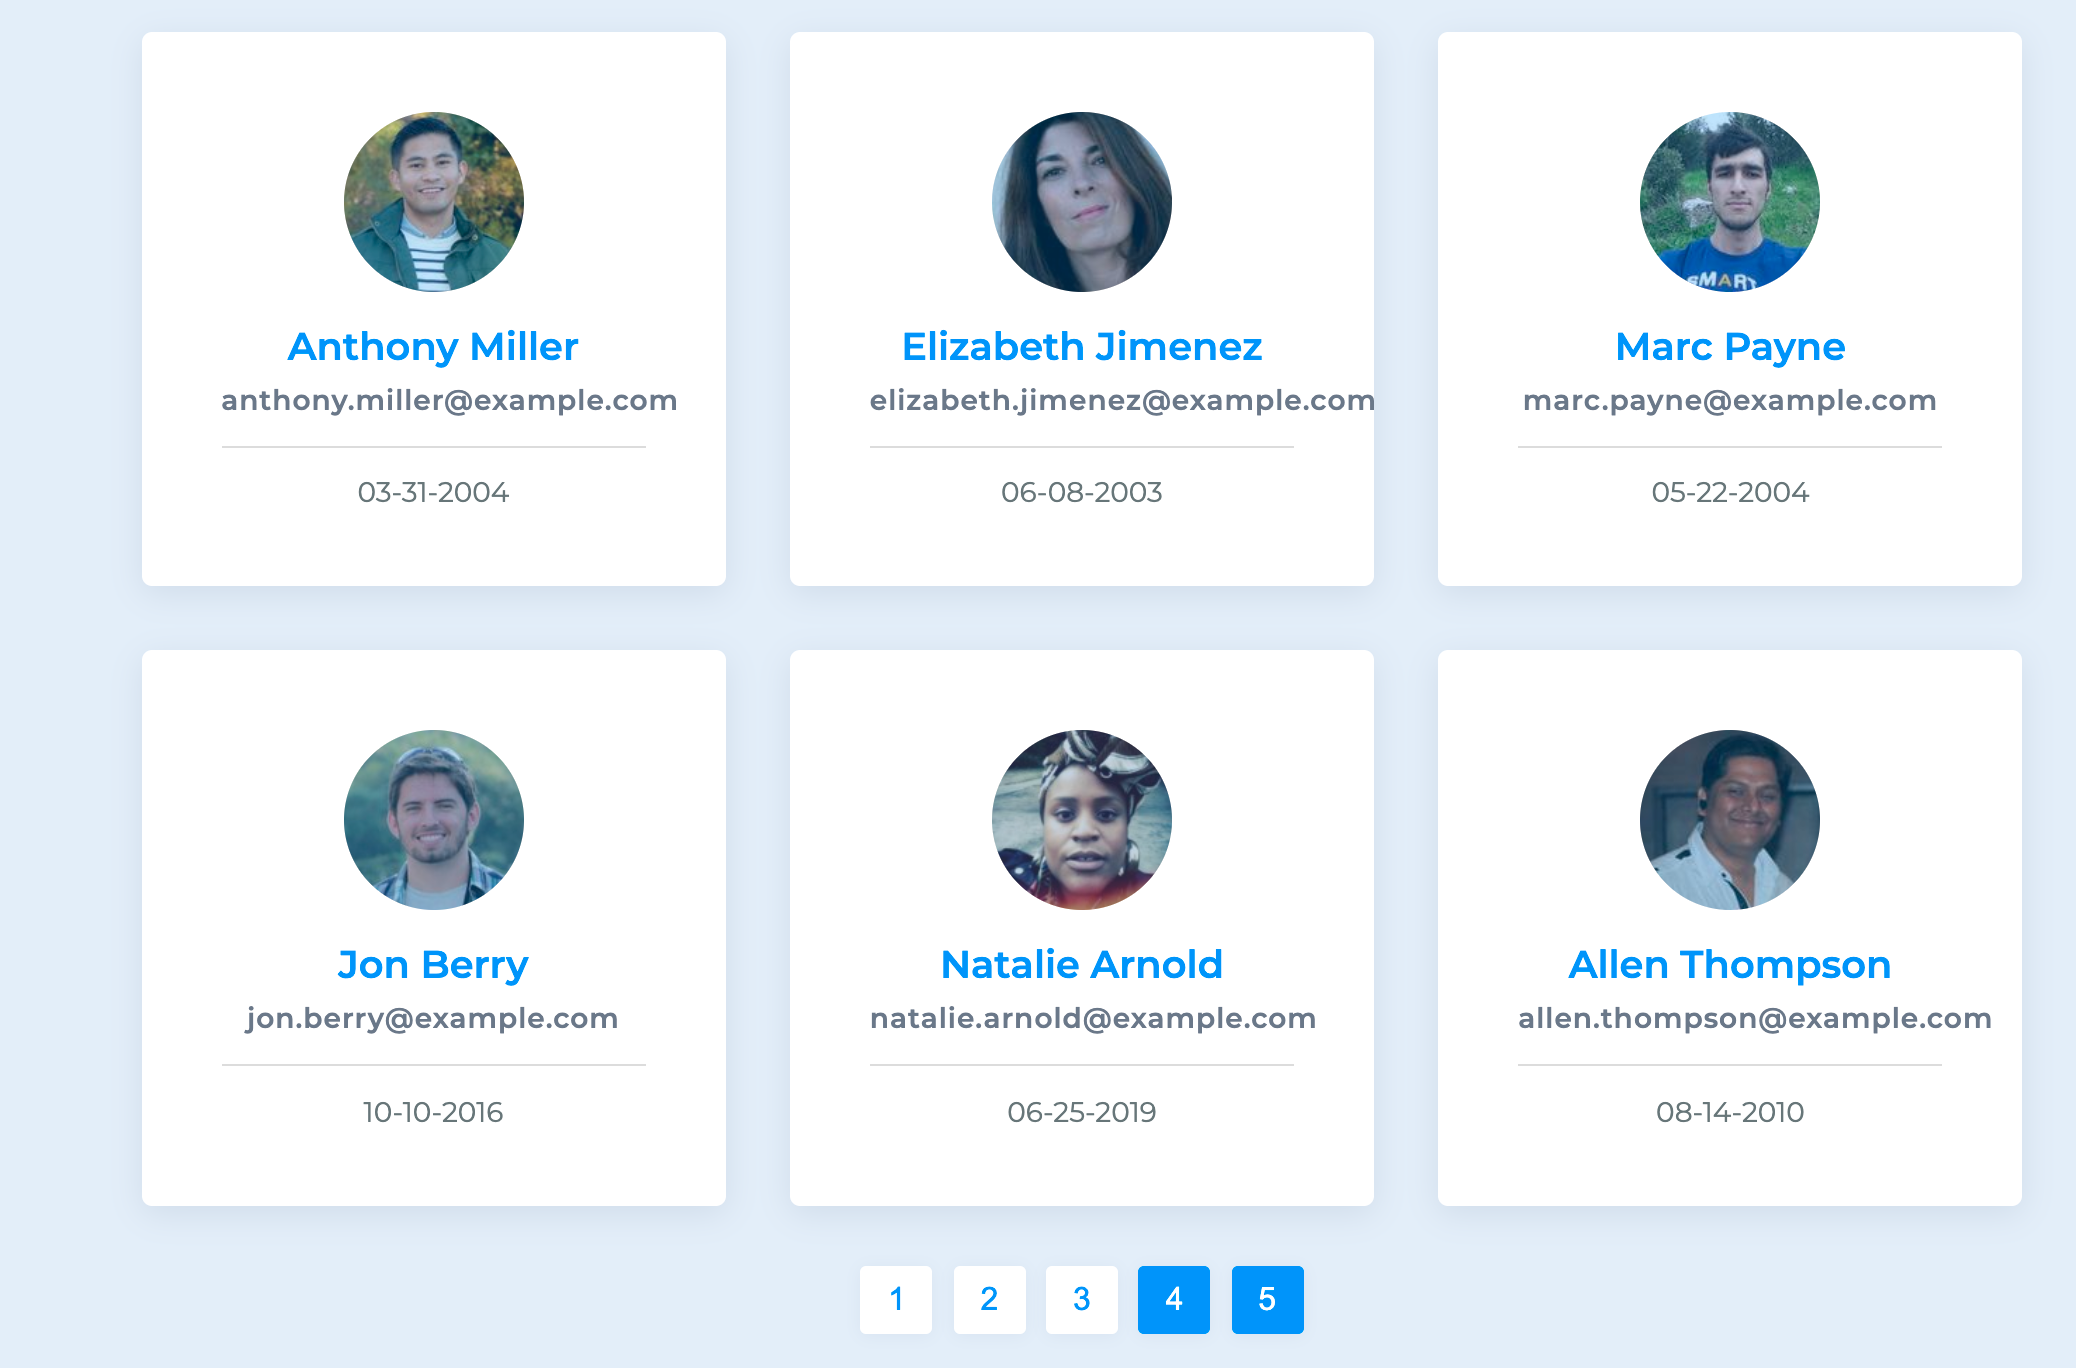 SMART
Anthony Miller
anthony.miller@example.com
03-31-2004
Elizabeth Jimenez
elizabeth.jimenez@example.com
06-08-2003
Marc Payne
marc.payne@example.com
05-22-2004
Jon Berry
jon.berry@example.com
10-10-2016
Natalie Arnold
natalie.arnold@example.com
06-25-2019
Allen Thompson
allen.thompson@example.com
08-14-2010
1 2 3 4 5